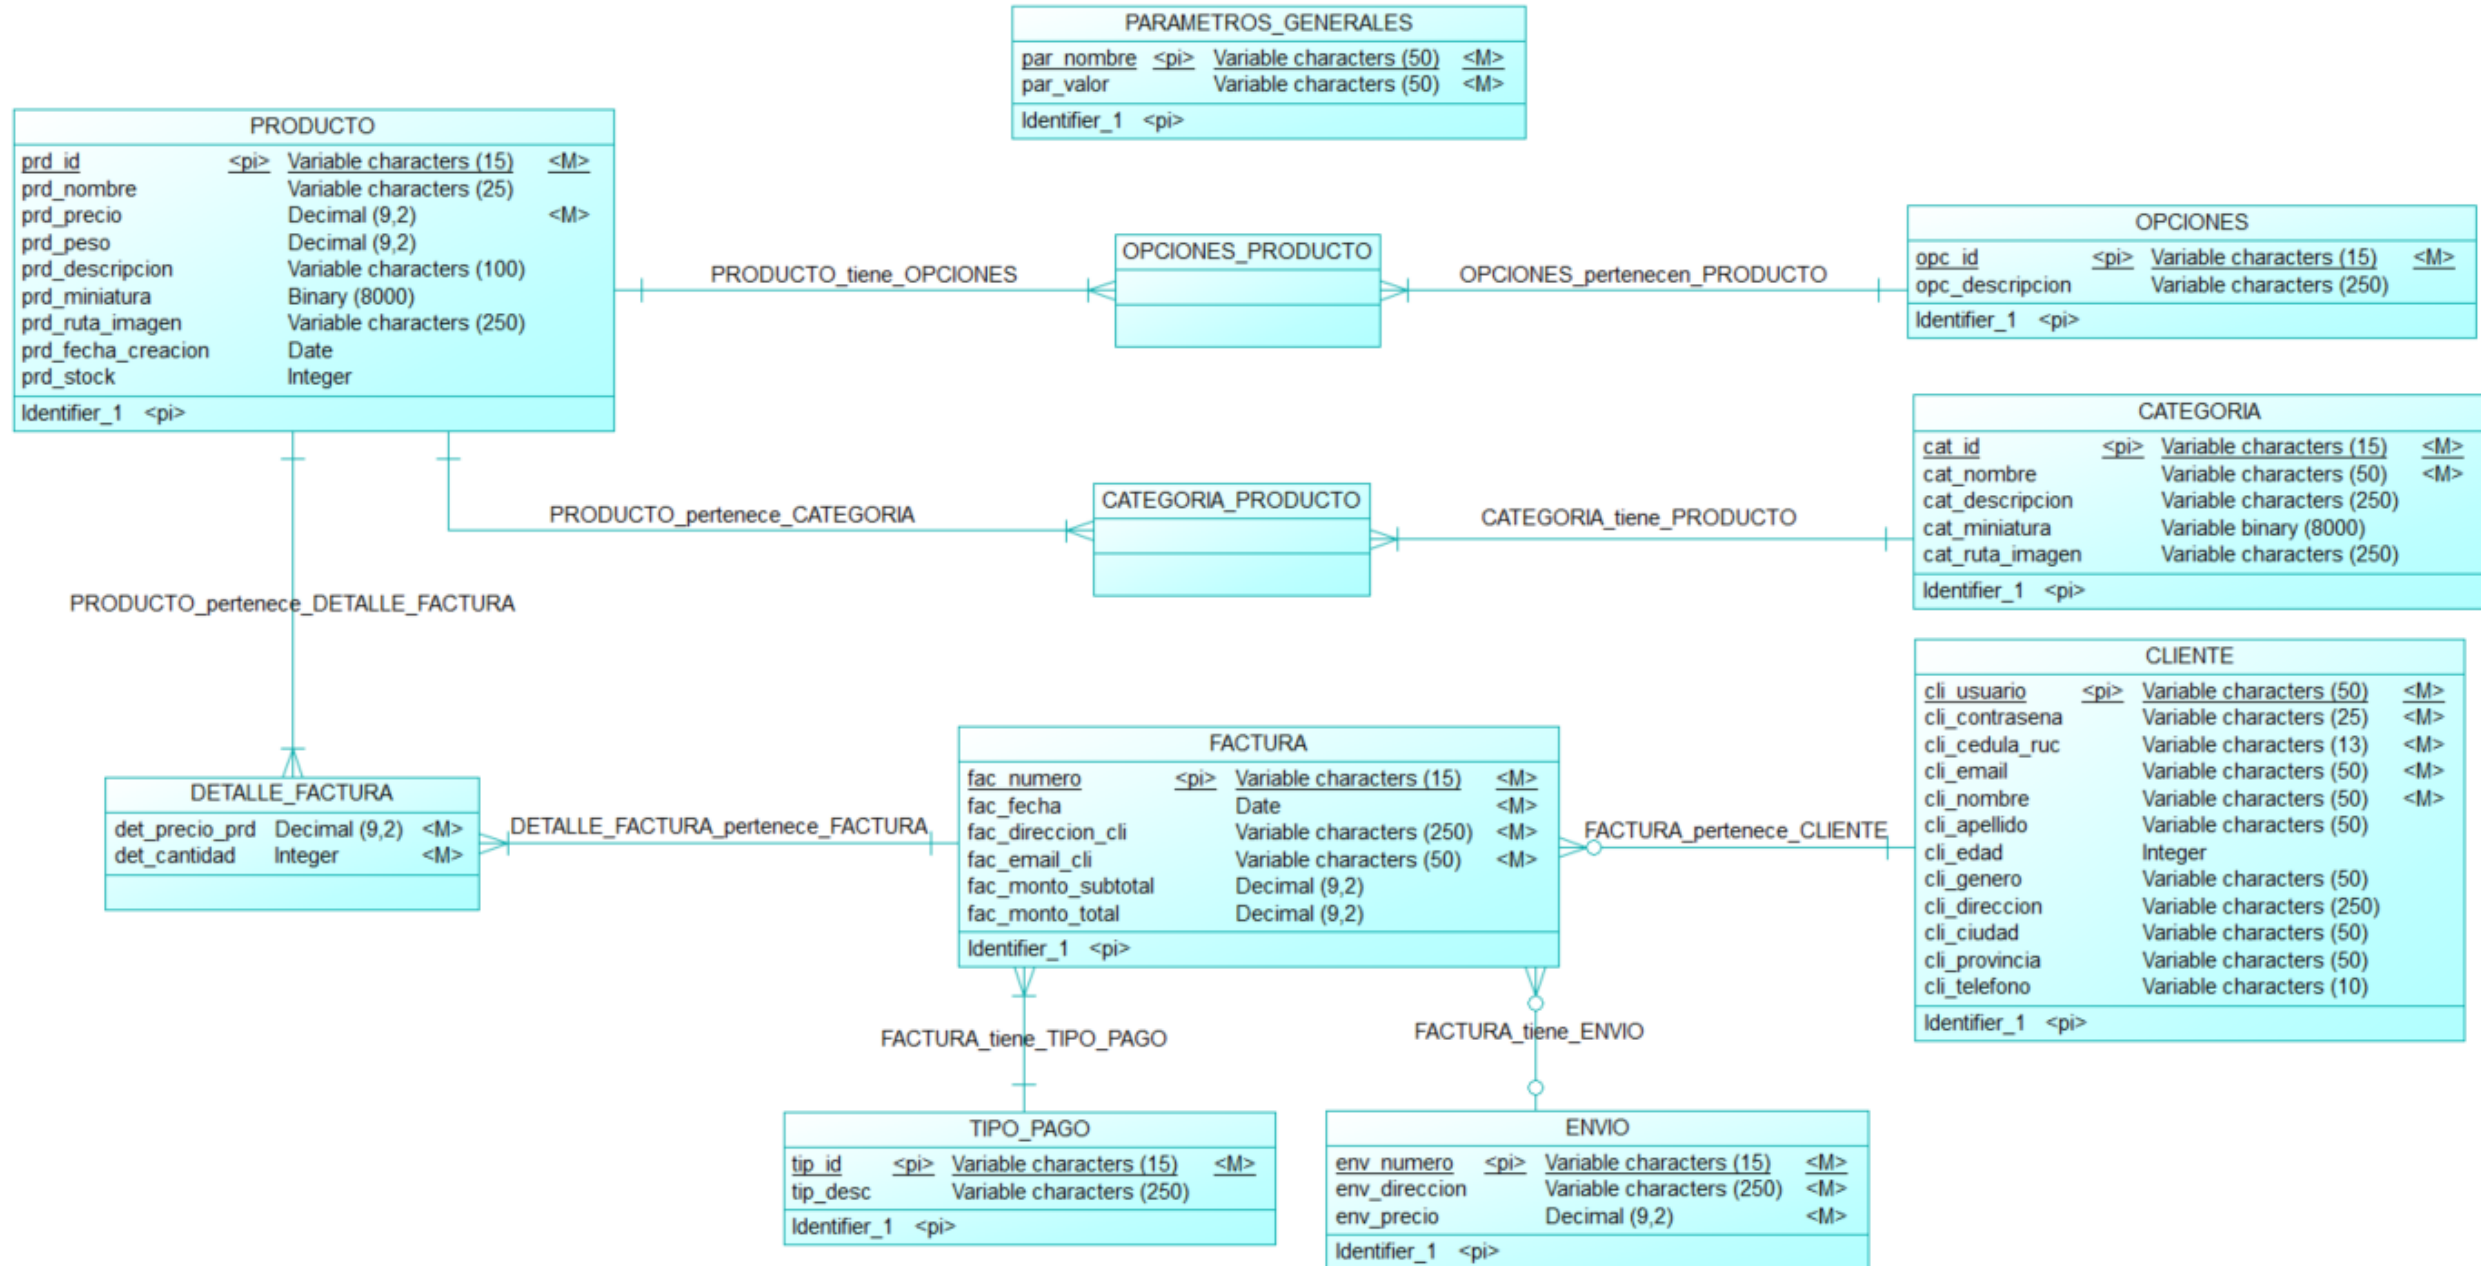 PARAMETROS_GENERALES
par_nombre <pi> Variable characters (50) <M>
par_valor Variable characters (50) <M>
Identifier_1 <pi>
PRODUCTO
prd_id <pi> Variable characters (15) <M>
prd_nombre Variable characters (25)
prd_precio Decimal (9,2) <M>
prd_peso Decimal (9,2)
prd_descripcion Variable characters (100)
prd_miniatura Binary (8000)
prd_ruta_imagen Variable characters (250)
prd_fecha_creacion Date
prd_stock Integer
Identifier_1 <pi>
PRODUCTO_tiene_OPCIONES
OPCIONES_PRODUCTO
OPCIONES_pertenecen_PRODUCTO
OPCIONES
opc_id <pi> Variable characters (15) <M>
opc_descripcion Variable characters (250)
Identifier_1 <pi>
PRODUCTO_pertenece_CATEGORIA
CATEGORIA_PRODUCTO
CATEGORIA_tiene_PRODUCTO
CATEGORIA
cat_id <pi> Variable characters (15) <M>
cat_nombre Variable characters (50) <M>
cat_descripcion Variable characters (250)
cat_miniatura Variable binary (8000)
cat_ruta_imagen Variable characters (250)
Identifier_1 <pi>
PRODUCTO_pertenece_DETALLE_FACTURA
DETALLE_FACTURA
det_precio_prd Decimal (9,2) <M>
det_cantidad Integer <M>
DETALLE_FACTURA_pertenece_FACTURA
FACTURA
fac_numero <pi> Variable characters (15) <M>
fac_fecha Date <M>
fac_direccion_cli Variable characters (250) <M>
fac_email_cli Variable characters (50) <M>
fac_monto_subtotal Decimal (9,2)
fac_monto_total Decimal (9,2)
Identifier_1 <pi>
FACTURA_pertenece_CLIENTE
CLIENTE
cli_usuario <pi> Variable characters (50) <M>
cli_contrasena Variable characters (25) <M>
cli_cedula_ruc Variable characters (13) <M>
cli_email Variable characters (50) <M>
cli_nombre Variable characters (50) <M>
cli_apellido Variable characters (50)
cli_edad Integer
cli_genero Variable characters (50)
cli_direccion Variable characters (250)
cli_ciudad Variable characters (50)
cli_provincia Variable characters (50)
cli_telefono Variable characters (10)
Identifier_1 <pi>
FACTURA_tiene_TIPO_PAGO
FACTURA_tiene_ENVIO
TIPO_PAGO
tip_id <pi> Variable characters (15) <M>
tip_desc Variable characters (250)
Identifier_1 <pi>
ENVIO
env_numero <pi> Variable characters (15) <M>
env_direccion Variable characters (250) <M>
env_precio Decimal (9,2) <M>
Identifier_1 <pi>